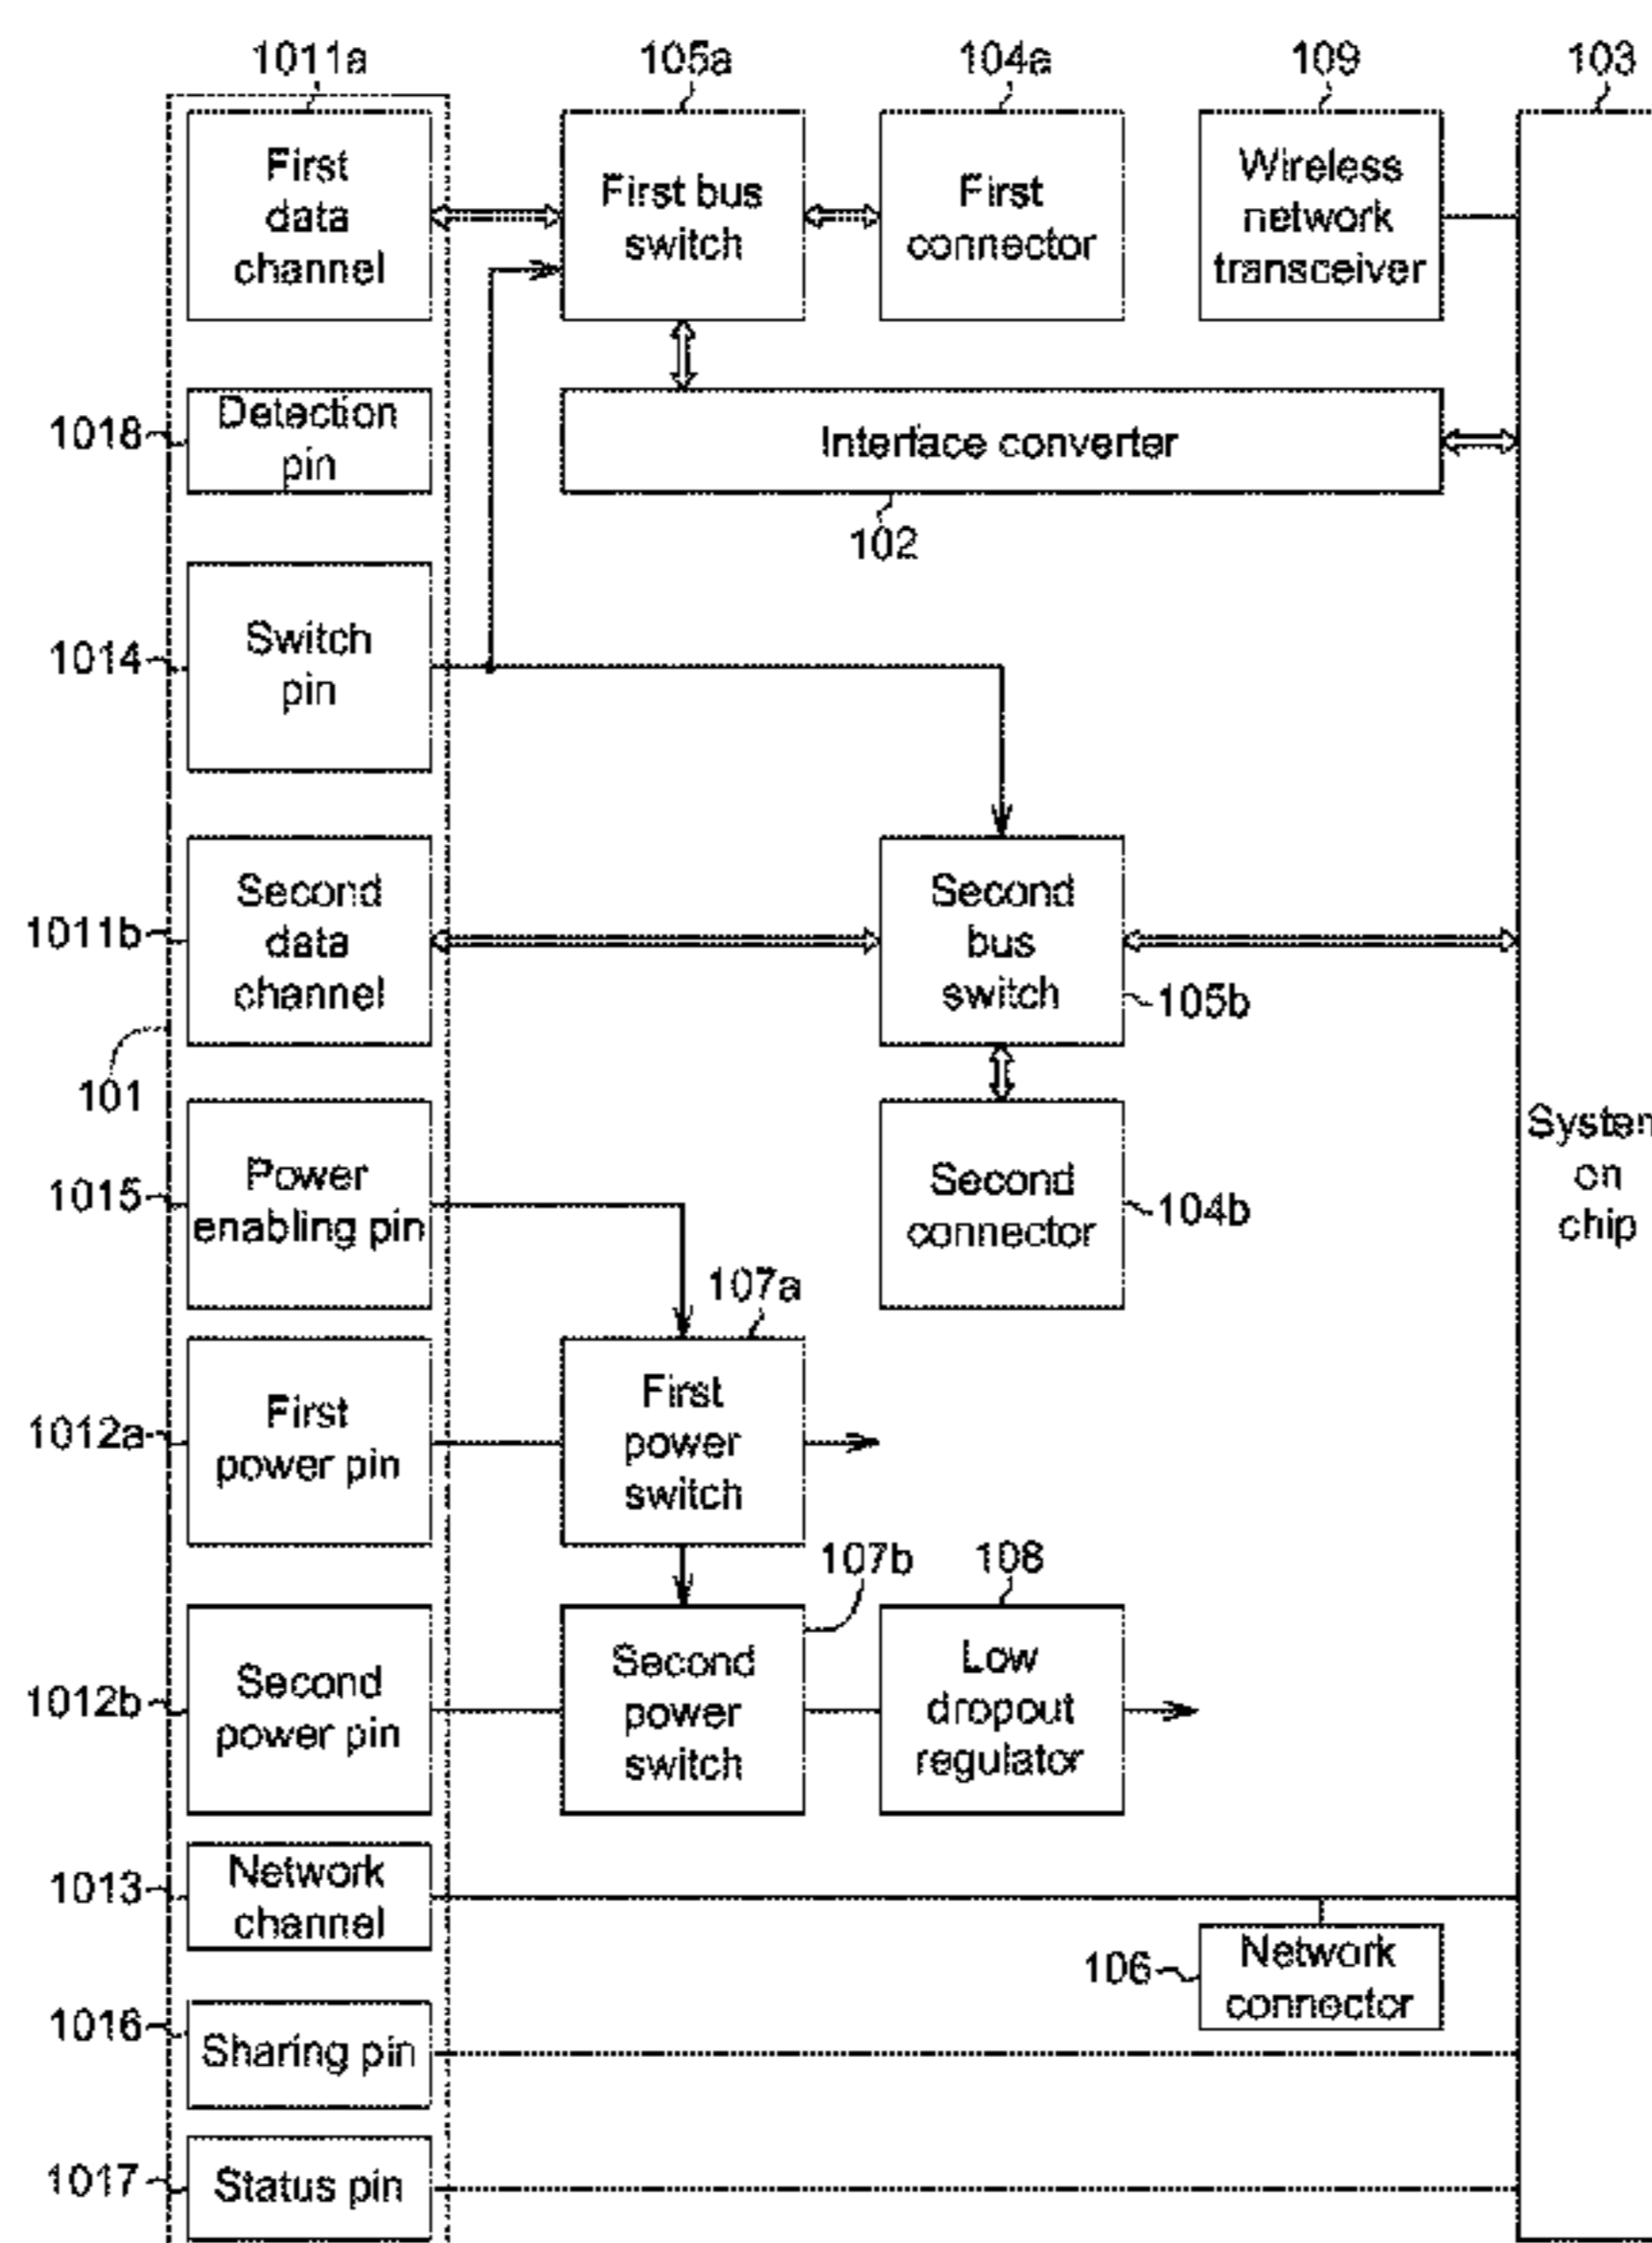 1011a
105a
104a
109
103
First
data
channel
First bus
switch
First
connector
Wireless
network
transceiver
1018
Detection
pin
Interface converter
102
1014
Switch
pin
1011b
Second
data
channel
Second
bus
switch
105b
101
1015
Power
enabling pin
Second
connector
104b
System
on
chip
107a
1012a
First
power pin
First
power
switch
107b
108
1012b
Second
power pin
Second
power
switch
Low
dropout
regulator
1013
Network
channel
106
Network
connector
1016
Sharing pin
1017
Status pin